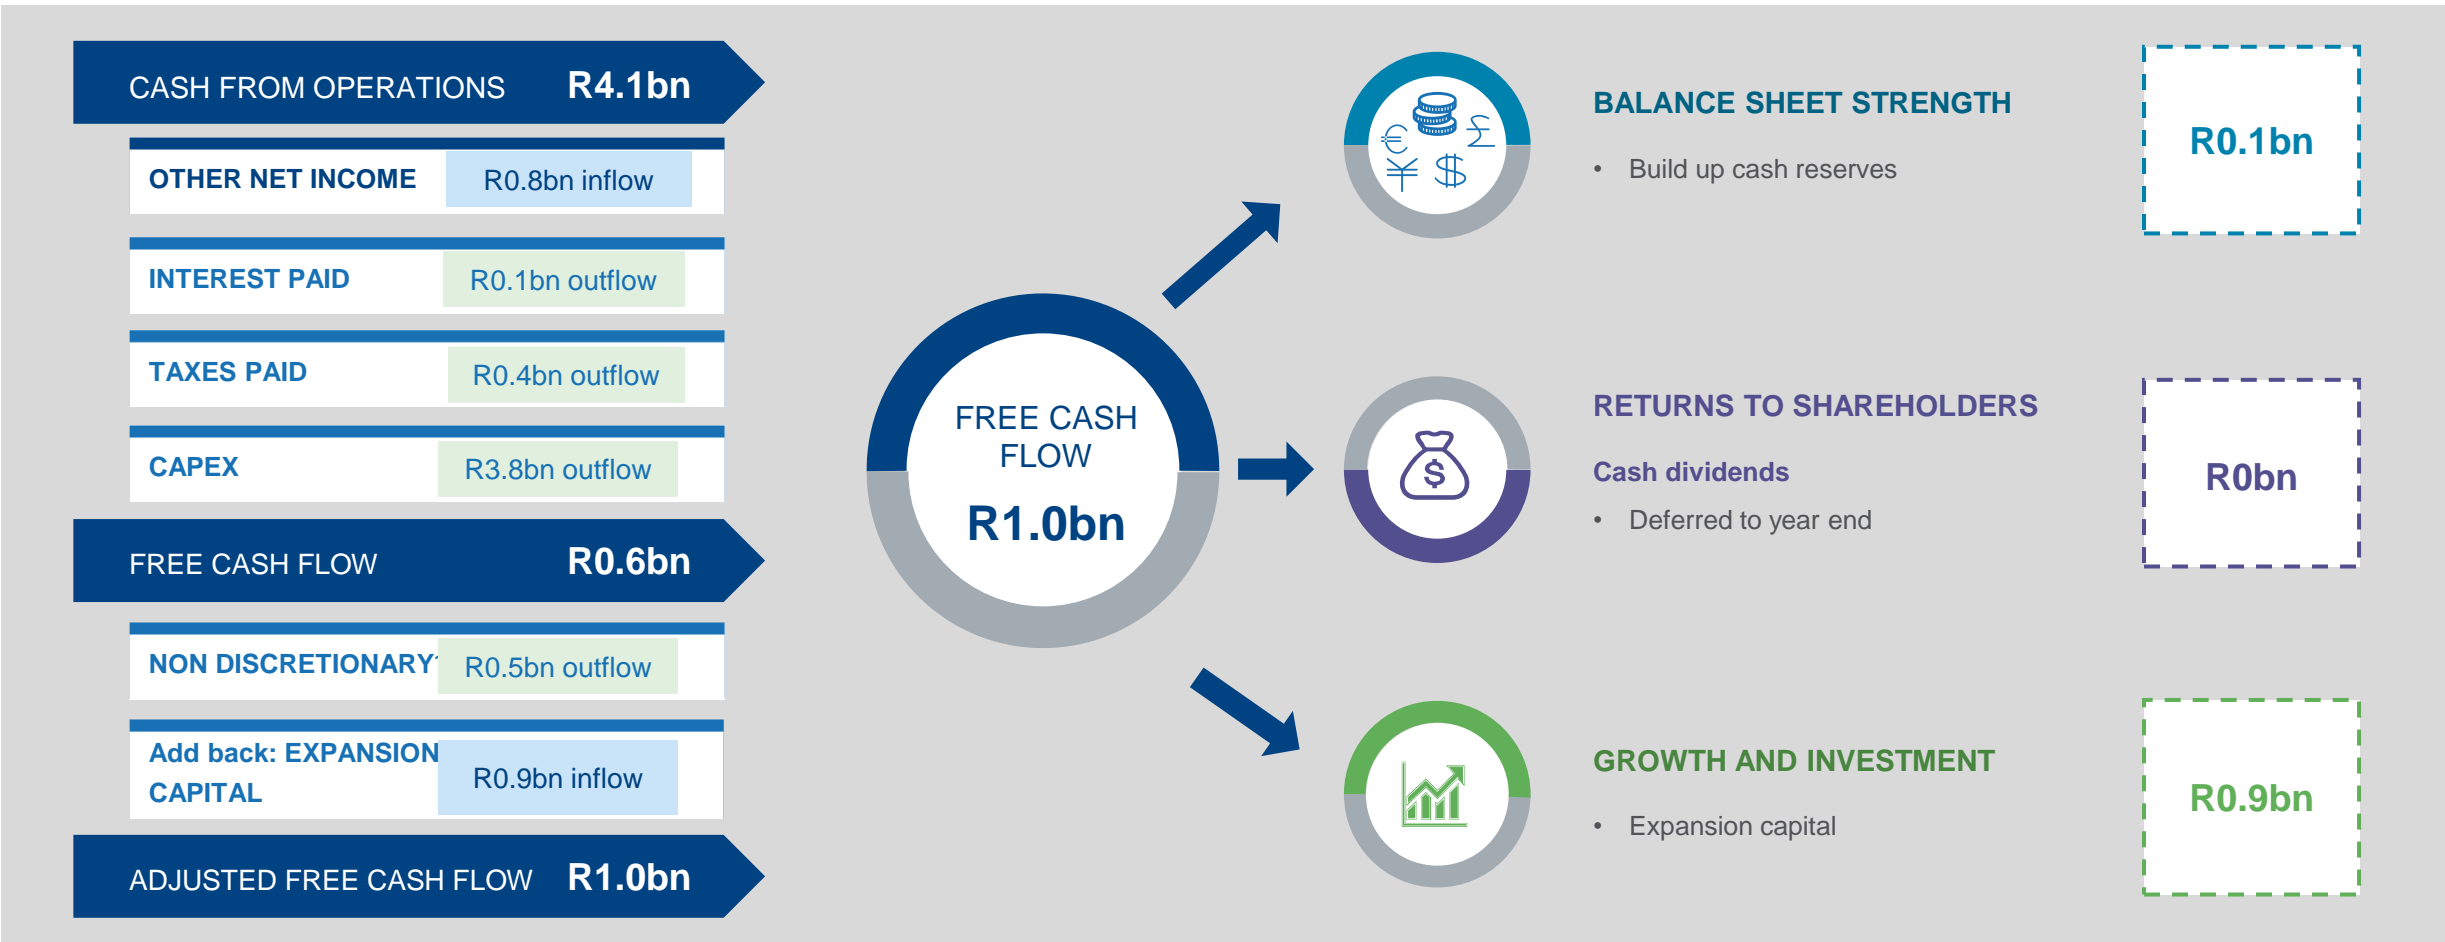 CASH FROM OPERATIONS R4.1bn
OTHER NET INCOME R0.8bn inflow
INTEREST PAID R0.1bn outflow
TAXES PAID R0.4bn outflow
CAPEX R3.8bn outflow
FREE CASH FLOW R0.6bn
NON DISCRETIONARY R0.5bn outflow
Add back: EXPANSION
CAPITAL R0.9bn inflow
ADJUSTED FREE CASH FLOW R1.0bn
FREE CASH
FLOW
R1.0bn
€ £
¥ $
BALANCE SHEET STRENGTH
• Build up cash reserves
R0.1bn
$
RETURNS TO SHAREHOLDERS
Cash dividends
• Deferred to year end
R0bn
GROWTH AND INVESTMENT
• Expansion capital
R0.9bn